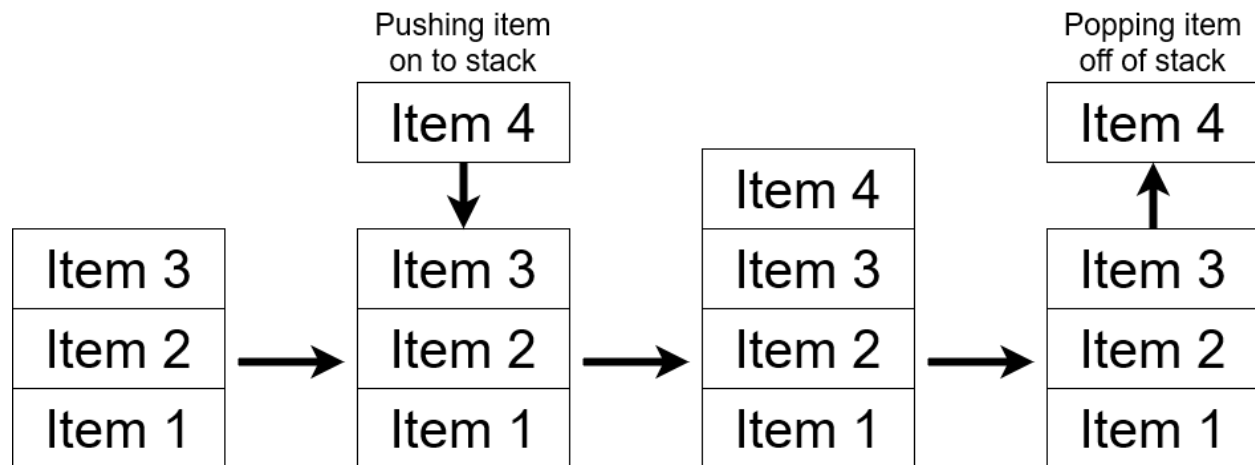 Item 3
Item 2
Item 1
Pushing item
on to stack
Item 4
Item 3
Item 2
Item 1
Item 4
Item 3
Item 2
Item 1
Popping item
off of stack
Item 4
Item 3
Item 2
Item 1